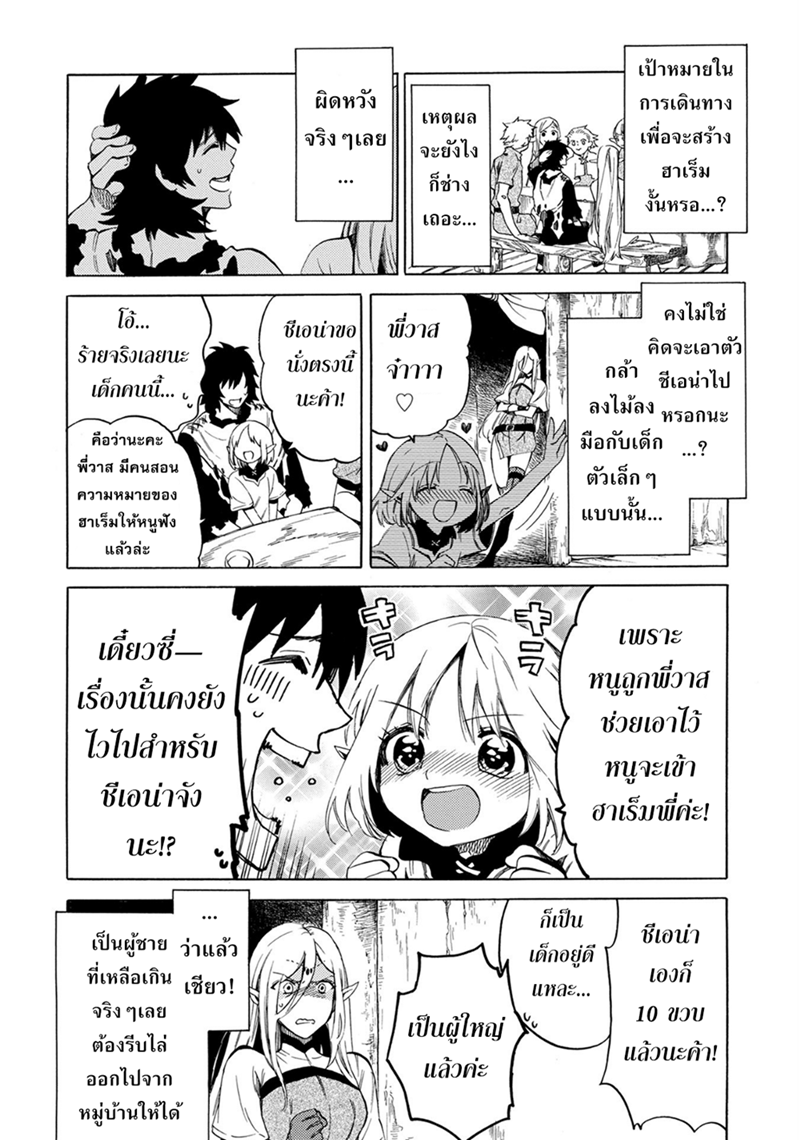 เป้าหมายใน
การเดินทาง
เพื่อจะสร้าง
ฮาเร็ม
งั้นหรอ...?
เหตุผล
จะยังไง
ก็ช่าง
เถอะ...
ผิดหวัง
จริงๆเลย
...
คงไม่ใช่
คิดจะเอาตัว
ชีเอน่าไป
หรอกนะ
...?
กล้า
ลงไม้ลง
มือกับเด็ก
ตัวเล็กๆ
แบบนั้น...
พี่วาส
จ๋าาาา
♡
ชีเอน่าขอ
นั่งตรงนี้
นะค้า!
โอ้...
ร้ายจริงเลยนะ
เด็กคนนี้...
คือว่านะคะ
พี่วาส มีคนสอน
ความหมายของ
ฮาเร็มให้หนูฟัง
แล้วล่ะ
เพราะ
หนูถูกพี่วาส
ช่วยเอาไว้
หนูจะเข้า
ฮาเร็มพี่ค่ะ!
キラ
キラ
เดี๋ยวซี่—
เรื่องนั้นคงยัง
ไวไปสำหรับ
ชีเอน่าจัง
นะ!?
ชีเอน่า
เองก็
10 ขวบ
แล้วนะค้า!
ก็เป็น
เด็กอยู่ดี
แหละ...
เป็นผู้ใหญ่
แล้วค่ะ
...
ว่าแล้ว
เชียว!
เป็นผู้ชาย
ที่เหลือเกิน
จริงๆเลย
ต้องรีบไล่
ออกไปจาก
หมู่บ้านให้ได้